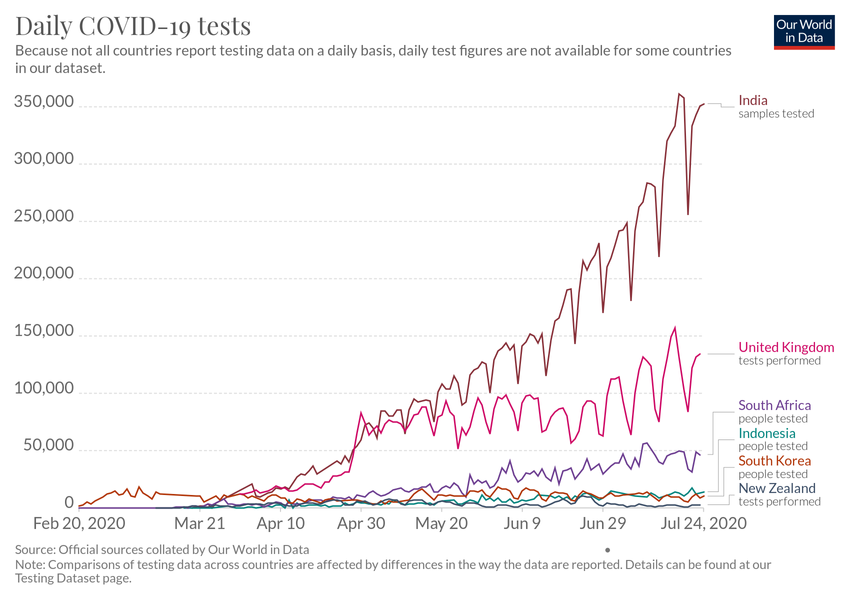 Daily COVID-19 tests
Our World
in Data
Because not all countries report testing data on a daily basis, daily test figures are not available for some countries
in our dataset.
350,000
300,000
250,000
200,000
150,000
100,000
50,000
0
India
samples tested
United Kingdom
tests performed
South Africa
people tested
Indonesia
people tested
South Korea
people tested
New Zealand
tests performed
Feb 20, 2020
Mar 21
Apr 10
Apr 30
May 20
Jun 9
Jun 29
Jul 24, 2020
Source: Official sources collated by Our World in Data
Note: Comparisons of testing data across countries are affected by differences in the way the data are reported. Details can be found at our
Testing Dataset page.